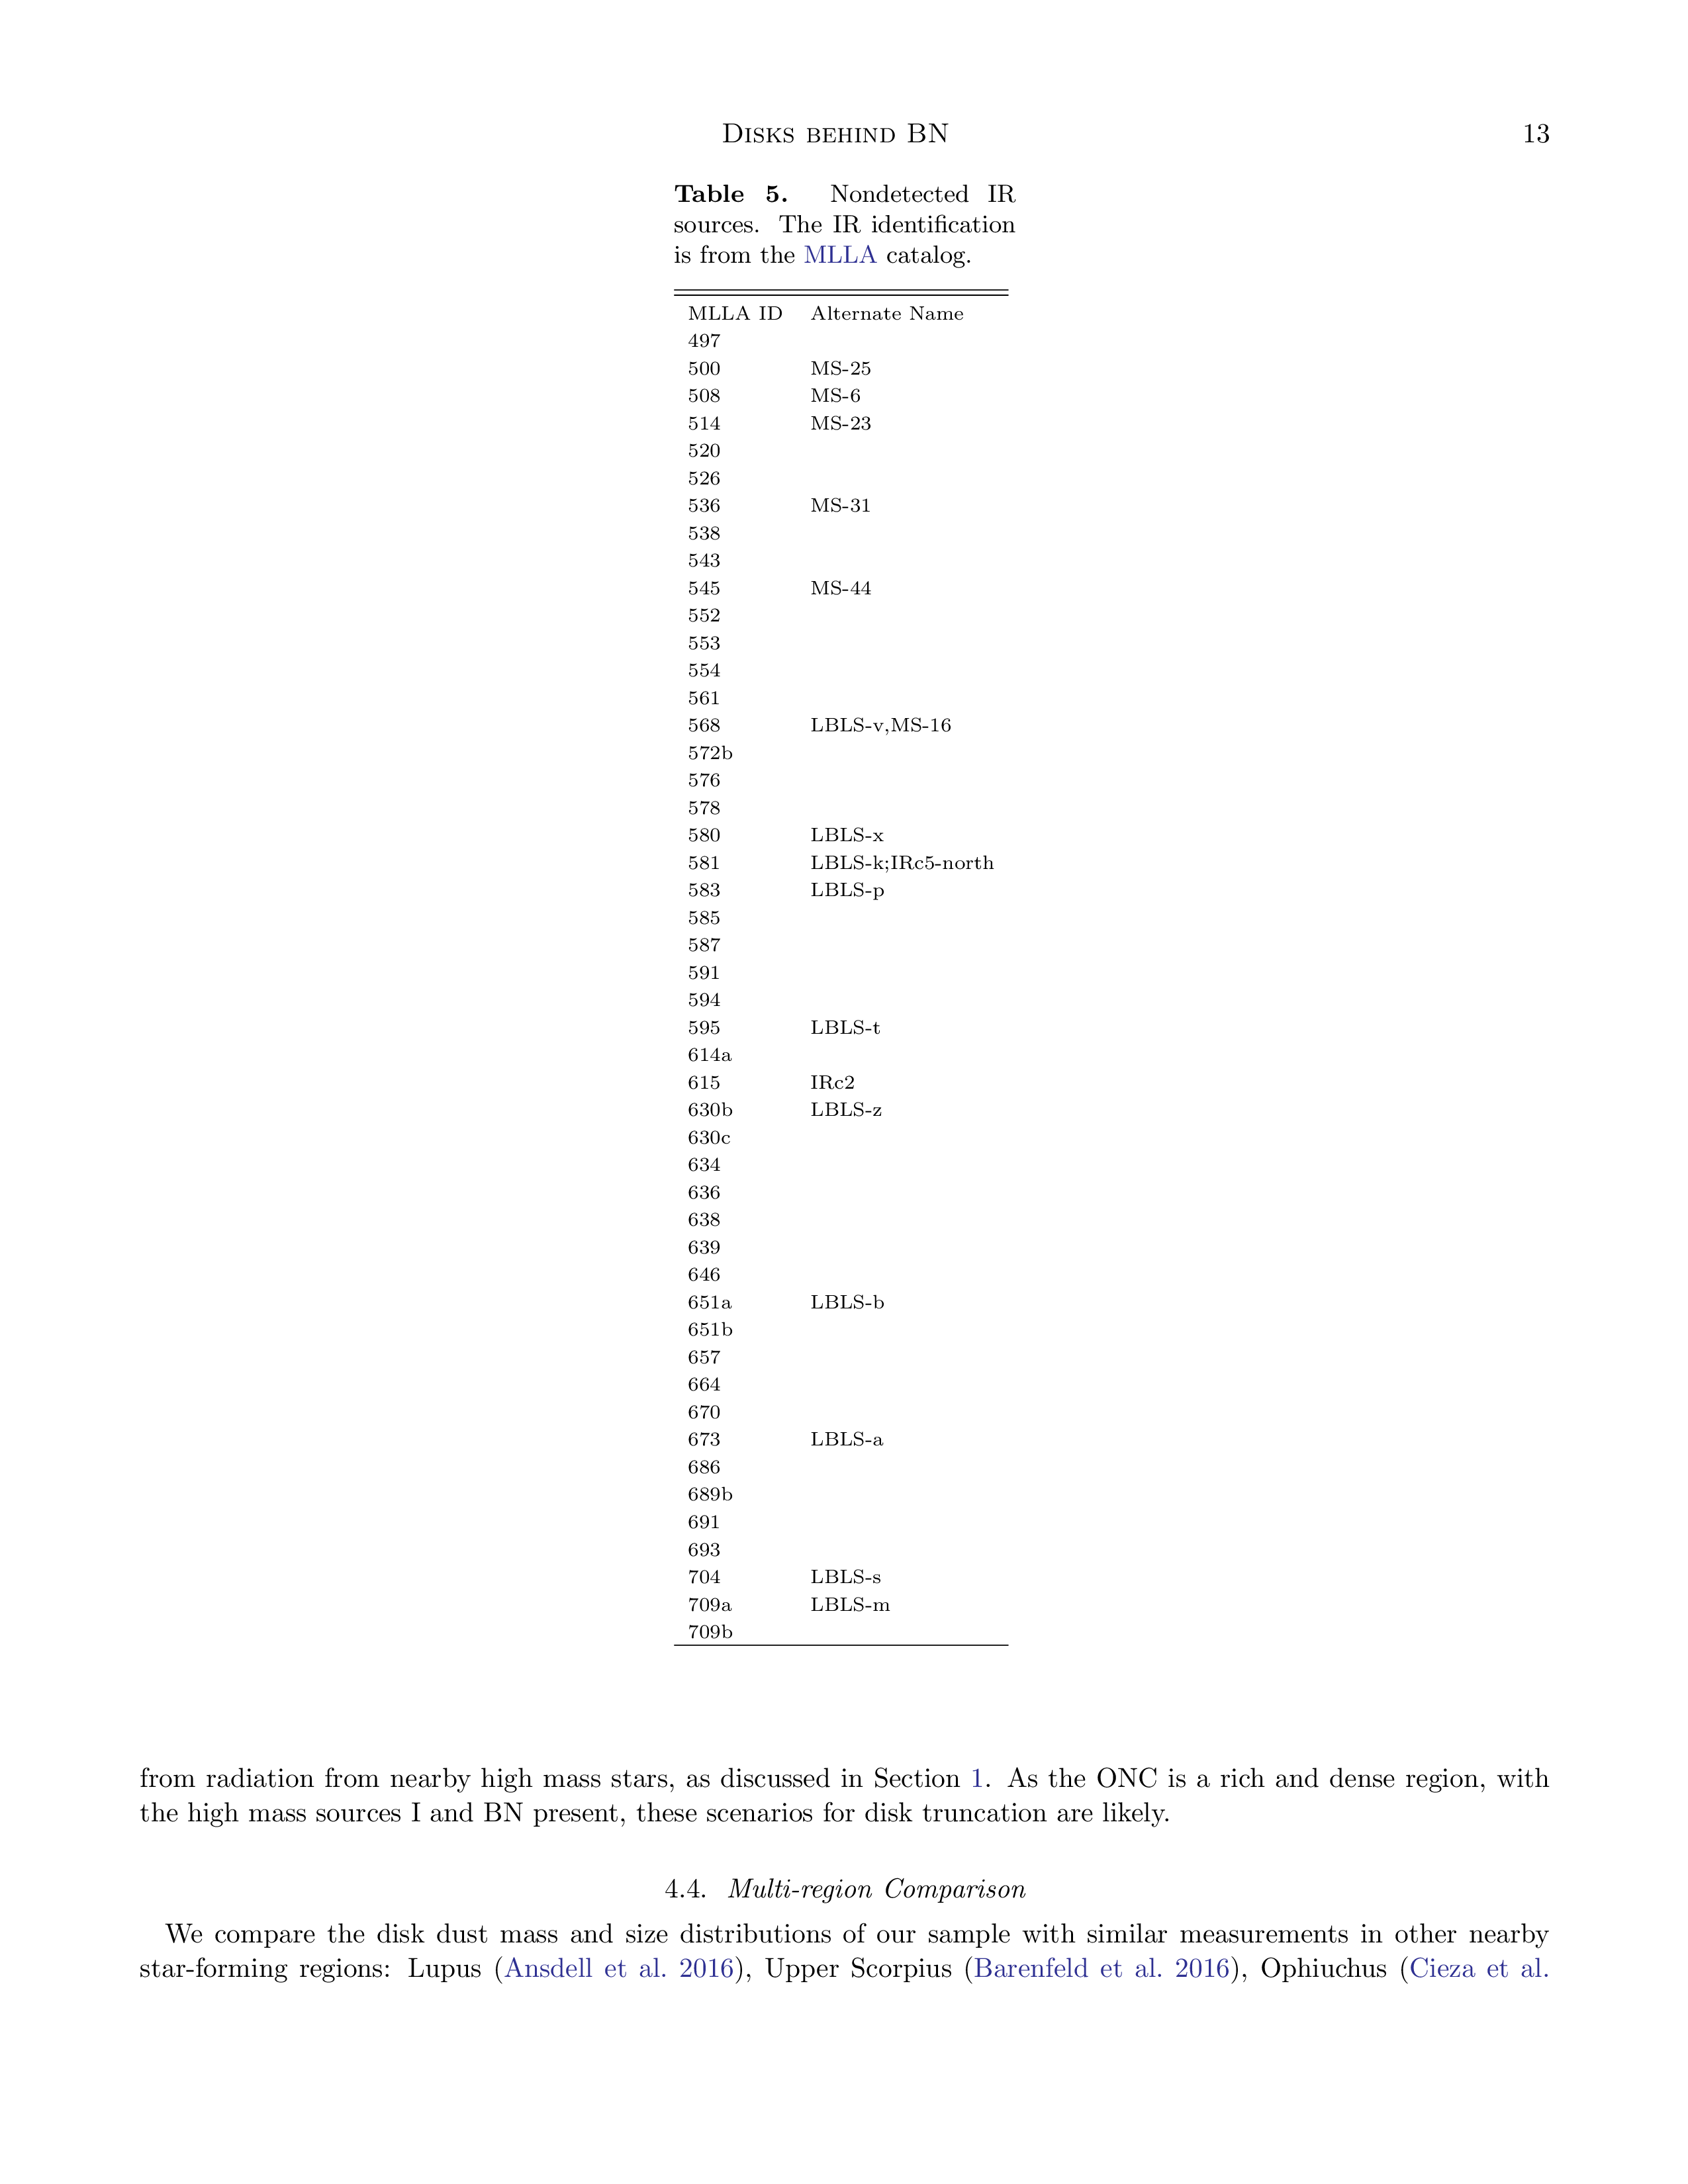 DISKS BEHIND BN 13
Table 5. Nondetected IR
sources. The IR identification
is from the MLLA catalog.
MLLA ID Alternate Name
497
500 MS-25
508 MS-6
514 MS-23
520
526
536 MS-31
538
543
545 MS-44
552
553
554
561
568 LBLS-v,MS-16
572b
576
578
580 LBLS-x
581 LBLS-k;IRc5-north
583 LBLS-p
585
587
591
594
595 LBLS-t
614a
615 IRc2
630b LBLS-z
630c
634
636
638
639
646
651a LBLS-b
651b
657
664
670
673 LBLS-a
686
689b
691
693
704 LBLS-s
709a LBLS-m
709b
from radiation from nearby high mass stars, as discussed in Section 1. As the ONC is a rich and dense region, with
the high mass sources I and BN present, these scenarios for disk truncation are likely.
4.4. Multi-region Comparison
We compare the disk dust mass and size distributions of our sample with similar measurements in other nearby
star-forming regions: Lupus (Ansdell et al. 2016), Upper Scorpius (Barenfeld et al. 2016), Ophiuchus (Cieza et al.